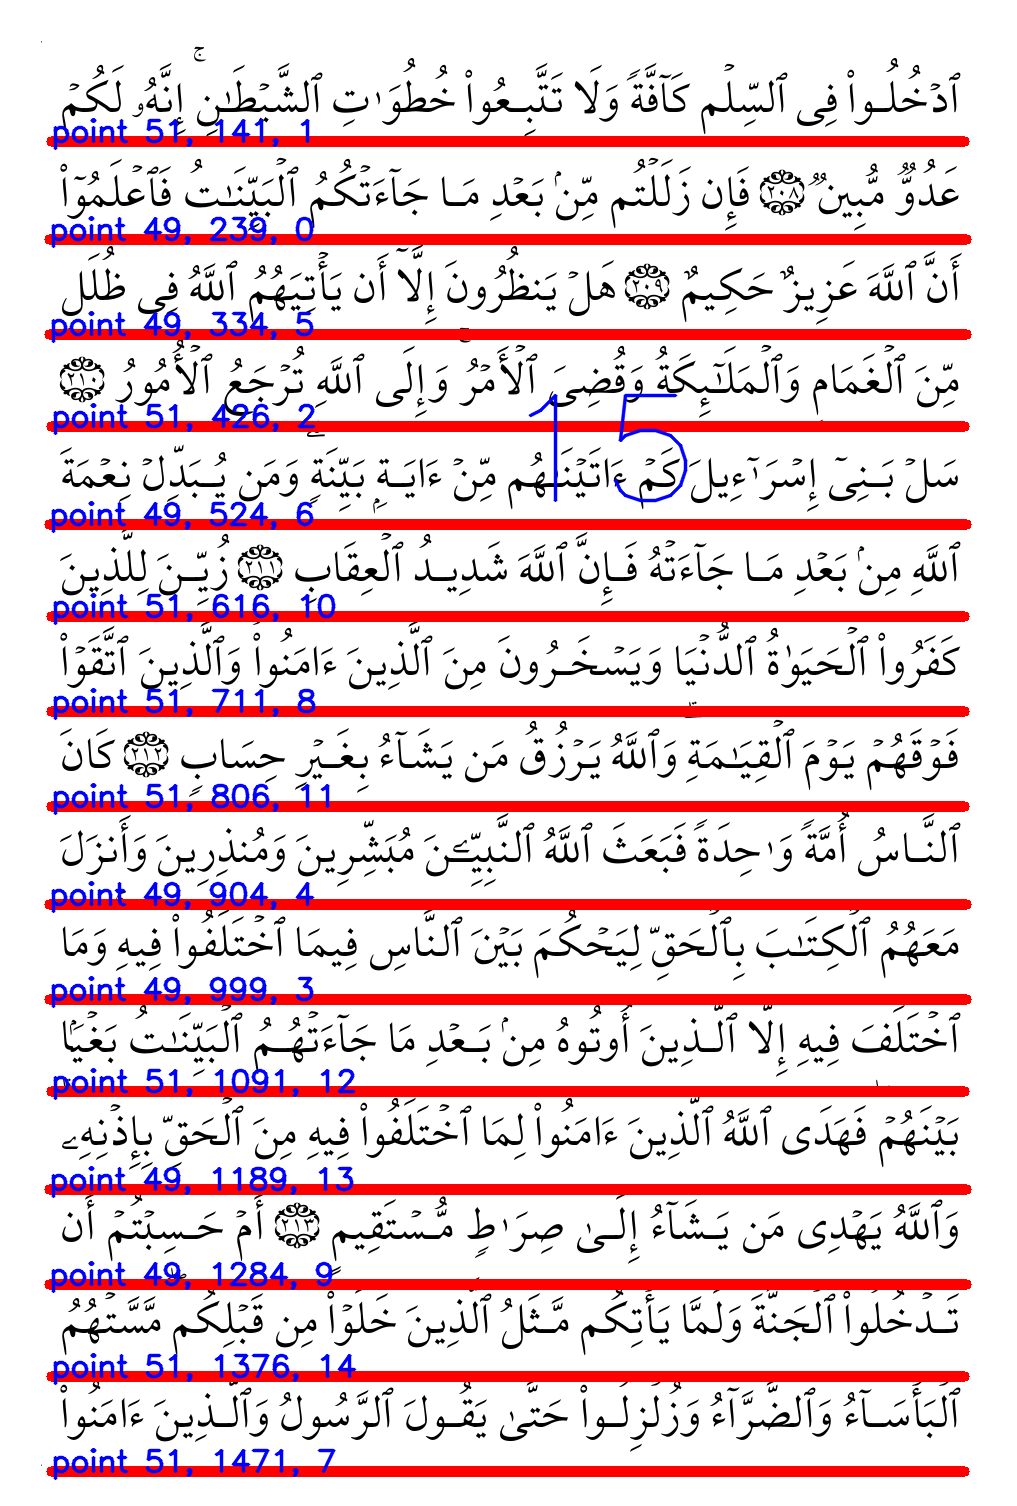 ٱدۡخُلُواْ فِي ٱلسِّلۡمِ كَآفَّةٗ وَلَا تَتَّبِعُواْ خُطُوَٰتِ ٱلشَّيۡطَٰنِۚ إِنَّهُۥ لَكُمۡ
point 51, 141, 1
عَدُوّٞ مُّبِينٞ ٢٠٨ فَإِن زَلَلۡتُم مِّنۢ بَعۡدِ مَا جَآءَتۡكُمُ ٱلۡبَيِّنَٰتُ فَٱعۡلَمُوٓاْ
point 49, 239, 0
أَنَّ ٱللَّهَ عَزِيزٌ حَكِيمٌ ٢٠٩ هَلۡ يَنظُرُونَ إِلَّآ أَن يَأۡتِيَهُمُ ٱللَّهُ فِي ظُلَلٖ
point 49, 334, 5
مِّنَ ٱلۡغَمَامِ وَٱلۡمَلَٰٓئِكَةُ وَقُضِيَ ٱلۡأَمۡرُۚ وَإِلَى ٱللَّهِ تُرۡجَعُ ٱلۡأُمُورُ ٢١٠
point 51, 426, 2
15
سَلۡ بَنِيٓ إِسۡرَٰٓءِيلَ كَمۡ ءَاتَيۡنَٰهُم مِّنۡ ءَايَةِۭ بَيِّنَةٖۗ وَمَن يُبَدِّلۡ نِعۡمَةَ
point 49, 524, 6
ٱللَّهِ مِنۢ بَعۡدِ مَا جَآءَتۡهُ فَإِنَّ ٱللَّهَ شَدِيدُ ٱلۡعِقَابِ ٢١١ زُيِّنَ لِلَّذِينَ
point 51, 616, 10
كَفَرُواْ ٱلۡحَيَوٰةُ ٱلدُّنۡيَا وَيَسۡخَرُونَ مِنَ ٱلَّذِينَ ءَامَنُواْۘ وَٱلَّذِينَ ٱتَّقَوۡاْ
point 51, 711, 8
فَوۡقَهُمۡ يَوۡمَ ٱلۡقِيَٰمَةِۗ وَٱللَّهُ يَرۡزُقُ مَن يَشَآءُ بِغَيۡرِ حِسَابٖ ٢١٢ كَانَ
point 51, 806, 11
ٱلنَّاسُ أُمَّةٗ وَٰحِدَةٗ فَبَعَثَ ٱللَّهُ ٱلنَّبِيِّـۧنَ مُبَشِّرِينَ وَمُنذِرِينَ وَأَنزَلَ
point 49, 904, 4
مَعَهُمُ ٱلۡكِتَٰبَ بِٱلۡحَقِّ لِيَحۡكُمَ بَيۡنَ ٱلنَّاسِ فِيمَا ٱخۡتَلَفُواْ فِيهِۚ وَمَا
point 49, 999, 3
ٱخۡتَلَفَ فِيهِ إِلَّا ٱلَّذِينَ أُوتُوهُ مِنۢ بَعۡدِ مَا جَآءَتۡهُمُ ٱلۡبَيِّنَٰتُ بَغۡيَۢا
point 51, 1091, 12
بَيۡنَهُمۡۖ فَهَدَى ٱللَّهُ ٱلَّذِينَ ءَامَنُواْ لِمَا ٱخۡتَلَفُواْ فِيهِ مِنَ ٱلۡحَقِّ بِإِذۡنِهِۦۗ
point 49, 1189, 13
وَٱللَّهُ يَهۡدِي مَن يَشَآءُ إِلَىٰ صِرَٰطٖ مُّسۡتَقِيمٍ ٢١٣ أَمۡ حَسِبۡتُمۡ أَن
point 49, 1284, 9
تَدۡخُلُواْ ٱلۡجَنَّةَ وَلَمَّا يَأۡتِكُم مَّثَلُ ٱلَّذِينَ خَلَوۡاْ مِن قَبۡلِكُمۖ مَّسَّتۡهُمُ
point 51, 1376, 14
ٱلۡبَأۡسَآءُ وَٱلضَّرَّآءُ وَزُلۡزِلُواْ حَتَّىٰ يَقُولَ ٱلرَّسُولُ وَٱلَّذِينَ ءَامَنُواْ
point 51, 1471, 7